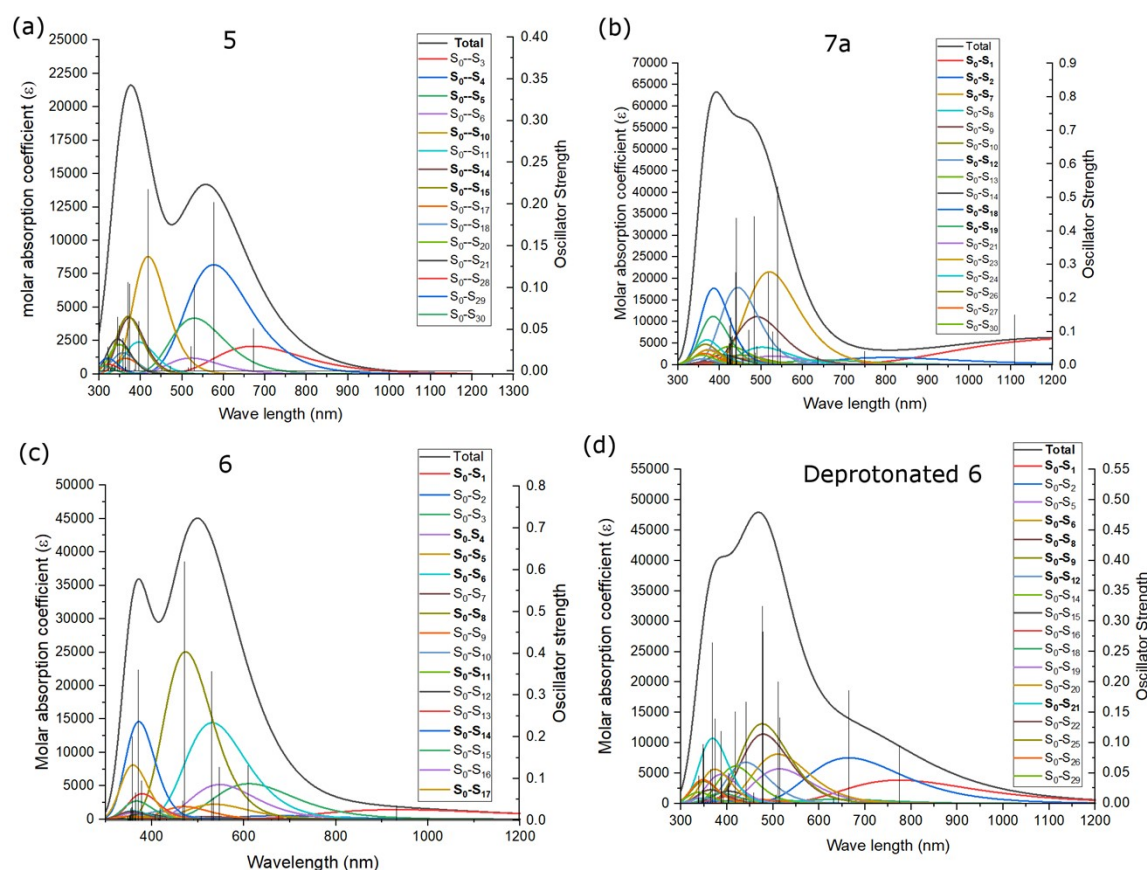 (a)
5
molar absorption coefficient (ε)
25000
22500
20000
17500
15000
12500
10000
7500
5000
2500
0
300 400 500 600 700 800 900 1000 1100 1200 1300
Wave length (nm)
0.40
0.35
0.30
0.25
0.20
0.15
0.10
0.05
0.00
Oscillator Strength
Total
S0--S3
S0--S4
S0--S5
S0--S6
S0--S10
S0--S11
S0--S14
S0--S15
S0--S17
S0--S18
S0--S20
S0--S21
S0--S28
S0-S29
S0-S30
(b)
7a
Molar absorption coefficient (ε)
70000
65000
60000
55000
50000
45000
40000
35000
30000
25000
20000
15000
10000
5000
0
300 400 500 600 700 800 900 1000 1100 1200
Wave length (nm)
0.9
0.8
0.7
0.6
0.5
0.4
0.3
0.2
0.1
0.0
Oscillator Strength
Total
S0-S1
S0-S2
S0-S7
S0-S8
S0-S9
S0-S10
S0-S12
S0-S13
S0-S14
S0-S18
S0-S19
S0-S21
S0-S23
S0-S24
S0-S26
S0-S27
S0-S30
(c)
6
Molar absorption coefficient (ε)
50000
45000
40000
35000
30000
25000
20000
15000
10000
5000
0
400 600 800 1000 1200
Wavelength (nm)
0.8
0.7
0.6
0.5
0.4
0.3
0.2
0.1
0.0
Oscillator strength
Total
S0-S1
S0-S2
S0-S3
S0-S4
S0-S5
S0-S6
S0-S7
S0-S8
S0-S9
S0-S10
S0-S11
S0-S12
S0-S13
S0-S14
S0-S15
S0-S16
S0-S17
(d)
Deprotonated 6
Molar absorption coefficient (ε)
55000
50000
45000
40000
35000
30000
25000
20000
15000
10000
5000
0
300 400 500 600 700 800 900 1000 1100 1200
Wave length (nm)
0.55
0.50
0.45
0.40
0.35
0.30
0.25
0.20
0.15
0.10
0.05
0.00
Oscillator Strength
Total
S0-S1
S0-S2
S0-S5
S0-S6
S0-S8
S0-S9
S0-S12
S0-S14
S0-S15
S0-S16
S0-S18
S0-S19
S0-S20
S0-S21
S0-S22
S0-S25
S0-S26
S0-S29